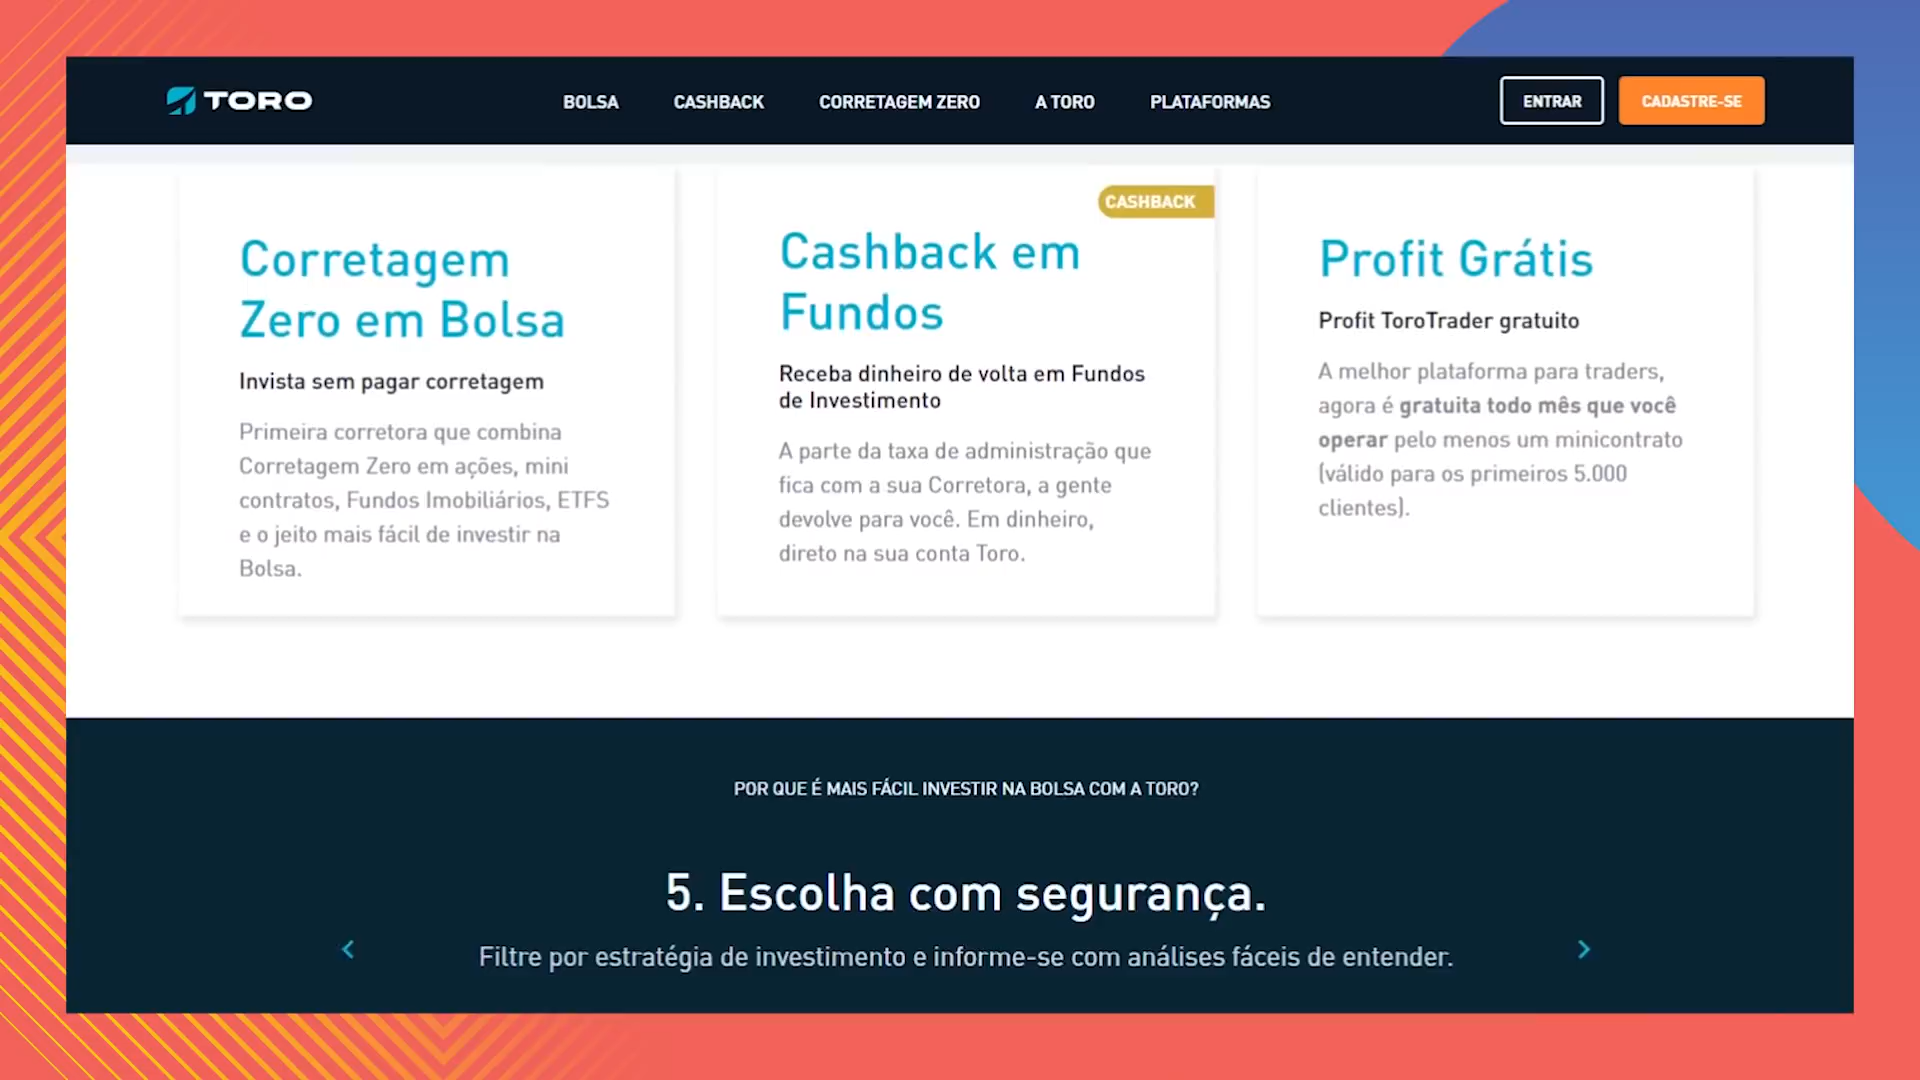 TORO
BOLSA
CASHBACK
CORRETAGEM ZERO
A TORO
PLATAFORMAS
ENTRAR
CADASTRE-SE
Corretagem
Zero em Bolsa
Invista sem pagar corretagem
Primeira corretora que combina
Corretagem Zero em ações, mini
contratos, Fundos Imobiliários, ETFS
e o jeito mais fácil de investir na
Bolsa.
CASHBACK
Cashback em
Fundos
Receba dinheiro de volta em Fundos
de Investimento
A parte da taxa de administração que
fica com a sua Corretora, a gente
devolve para você. Em dinheiro,
direto na sua conta Toro.
Profit Grátis
Profit ToroTrader gratuito
A melhor plataforma para traders,
agora é gratuita todo mês que você
operar pelo menos um minicontrato
(válido para os primeiros 5.000
clientes).
POR QUE É MAIS FÁCIL INVESTIR NA BOLSA COM A TORO?
5. Escolha com segurança.
Filtre por estratégia de investimento e informe-se com análises fáceis de entender.